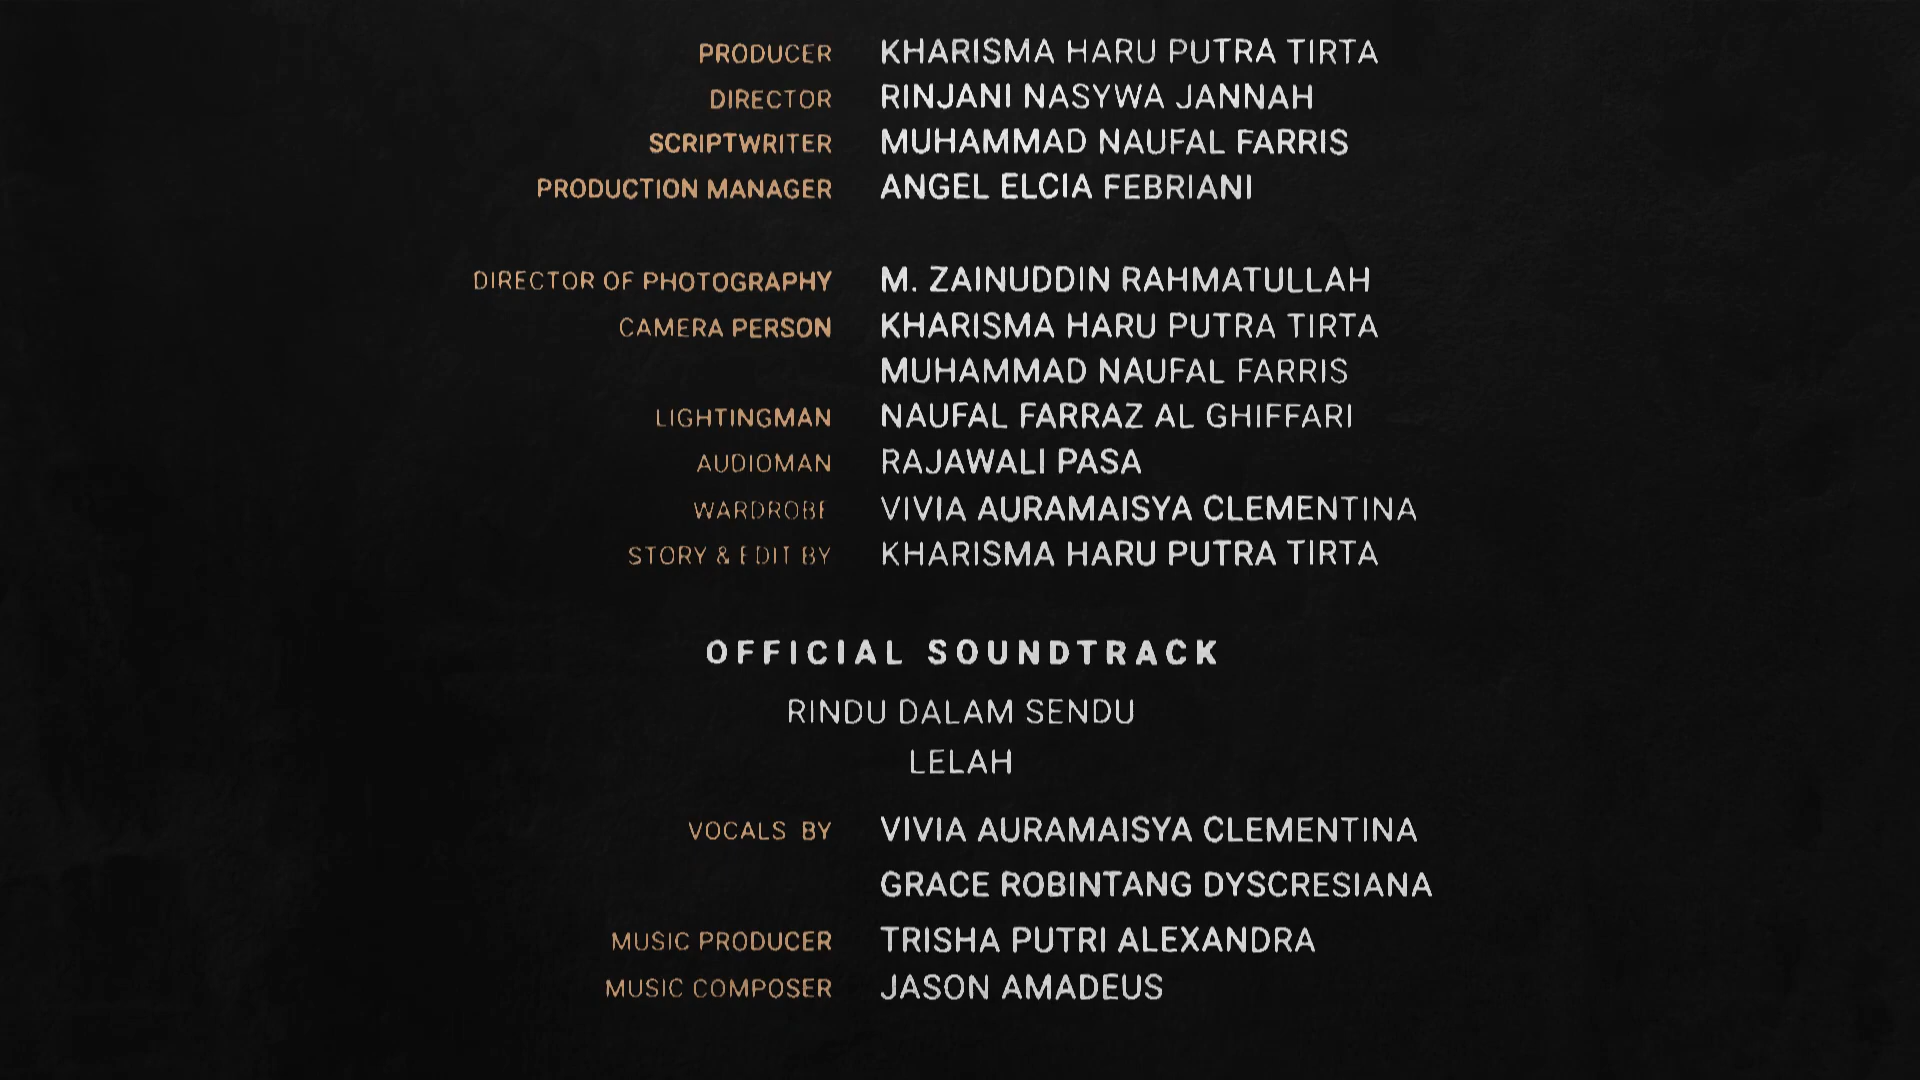 PRODUCER KHARISMA HARU PUTRA TIRTA
DIRECTOR RINJANI NASYWA JANNAH
SCRIPTWRITER MUHAMMAD NAUFAL FARRIS
PRODUCTION MANAGER ANGEL ELCIA FEBRIANI
DIRECTOR OF PHOTOGRAPHY M. ZAINUDDIN RAHMATULLAH
CAMERA PERSON KHARISMA HARU PUTRA TIRTA
MUHAMMAD NAUFAL FARRIS
LIGHTINGMAN NAUFAL FARRAZ AL GHIFFARI
AUDIOMAN RAJAWALI PASA
WARDROBE VIVIA AURAMAISYA CLEMENTINA
STORY & EDIT BY KHARISMA HARU PUTRA TIRTA
OFFICIAL SOUNDTRACK
RINDU DALAM SENDU
LELAH
VOCALS BY VIVIA AURAMAISYA CLEMENTINA
GRACE ROBINTANG DYSCRESIANA
MUSIC PRODUCER TRISHA PUTRI ALEXANDRA
MUSIC COMPOSER JASON AMADEUS